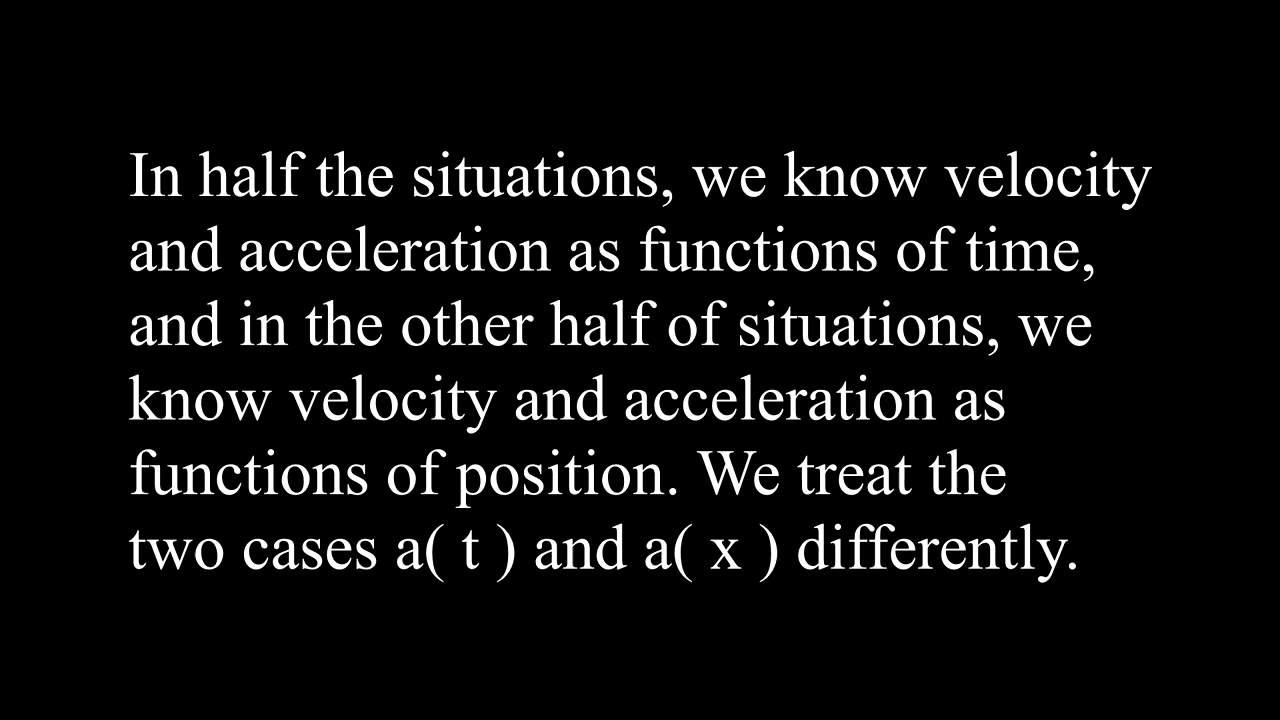 In half the situations, we know velocity
and acceleration as functions of time,
and in the other half of situations, we
know velocity and acceleration as
functions of position. We treat the
two cases a( t ) and a( x ) differently.